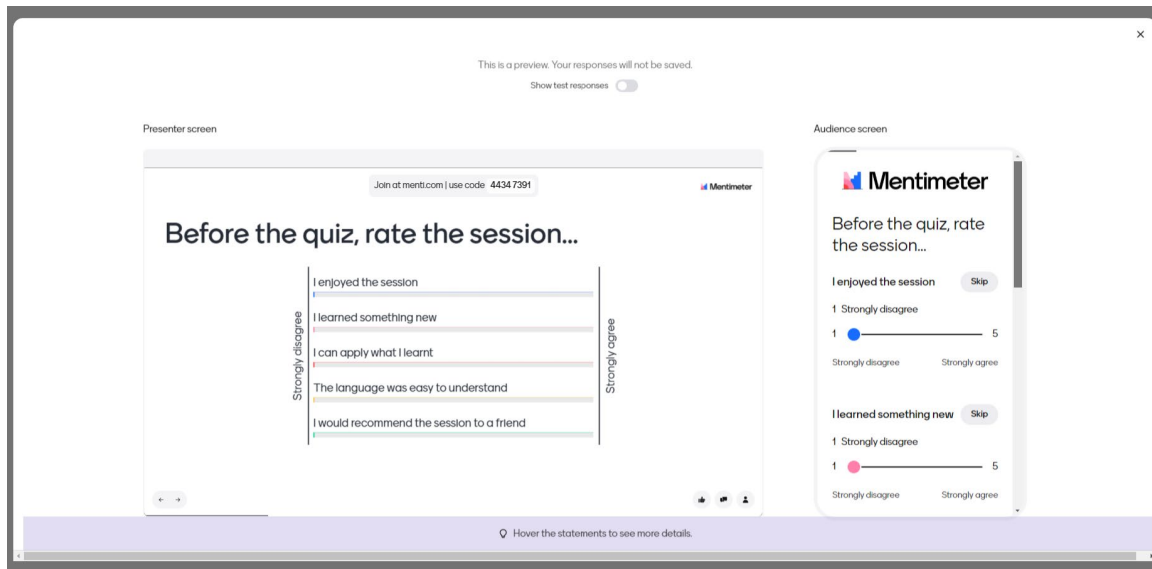 This is a preview. Your responses will not be saved.
Show test responses
Presenter screen
Join at menti.com | use code 4434 7391
Mentimeter
Before the quiz, rate the session...
Strongly disagree
I enjoyed the session
I learned something new
I can apply what I learnt
The language was easy to understand
I would recommend the session to a friend
Strongly agree
Audience screen
Mentimeter
Before the quiz, rate
the session...
I enjoyed the session Skip
1 Strongly disagree
1 5
Strongly disagree Strongly agree
I learned something new Skip
1 Strongly disagree
1 5
Strongly disagree Strongly agree
Hover the statements to see more details.